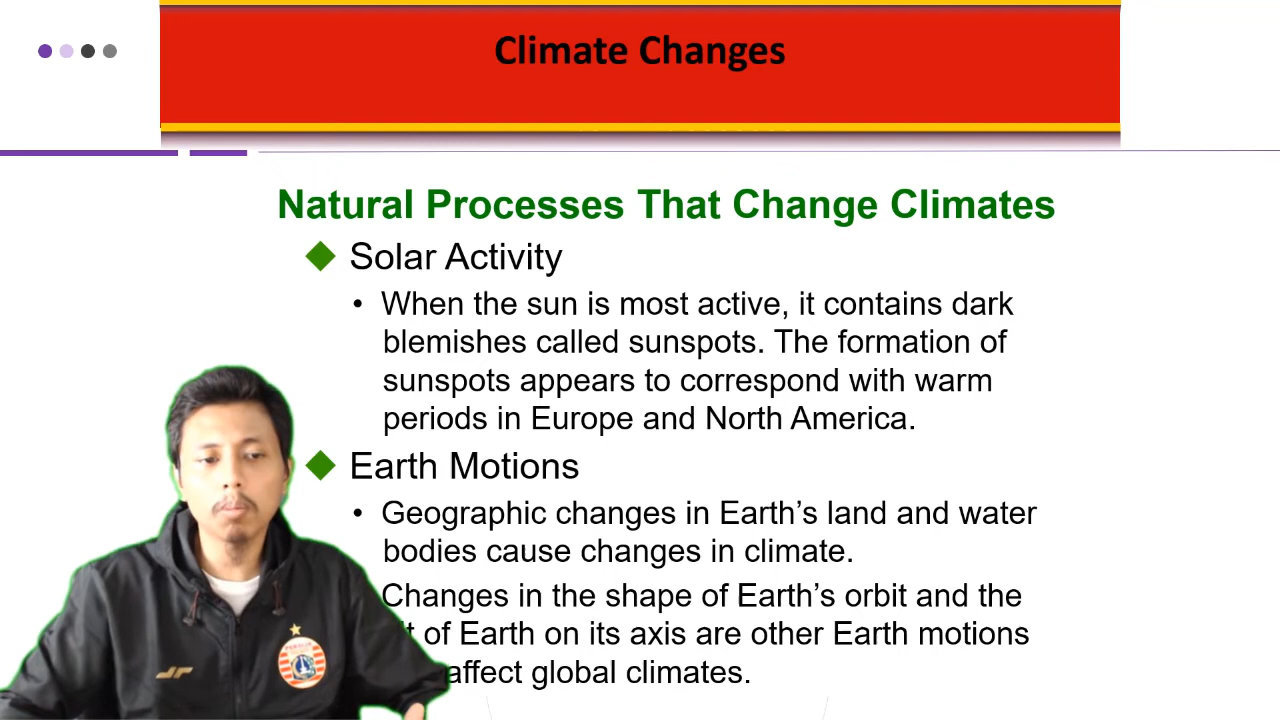 Climate Changes
Natural Processes That Change Climates
Solar Activity
• When the sun is most active, it contains dark
blemishes called sunspots. The formation of
sunspots appears to correspond with warm
periods in Europe and North America.
Earth Motions
• Geographic changes in Earth’s land and water
bodies cause changes in climate.
Changes in the shape of Earth’s orbit and the
of Earth on its axis are other Earth motions
affect global climates.